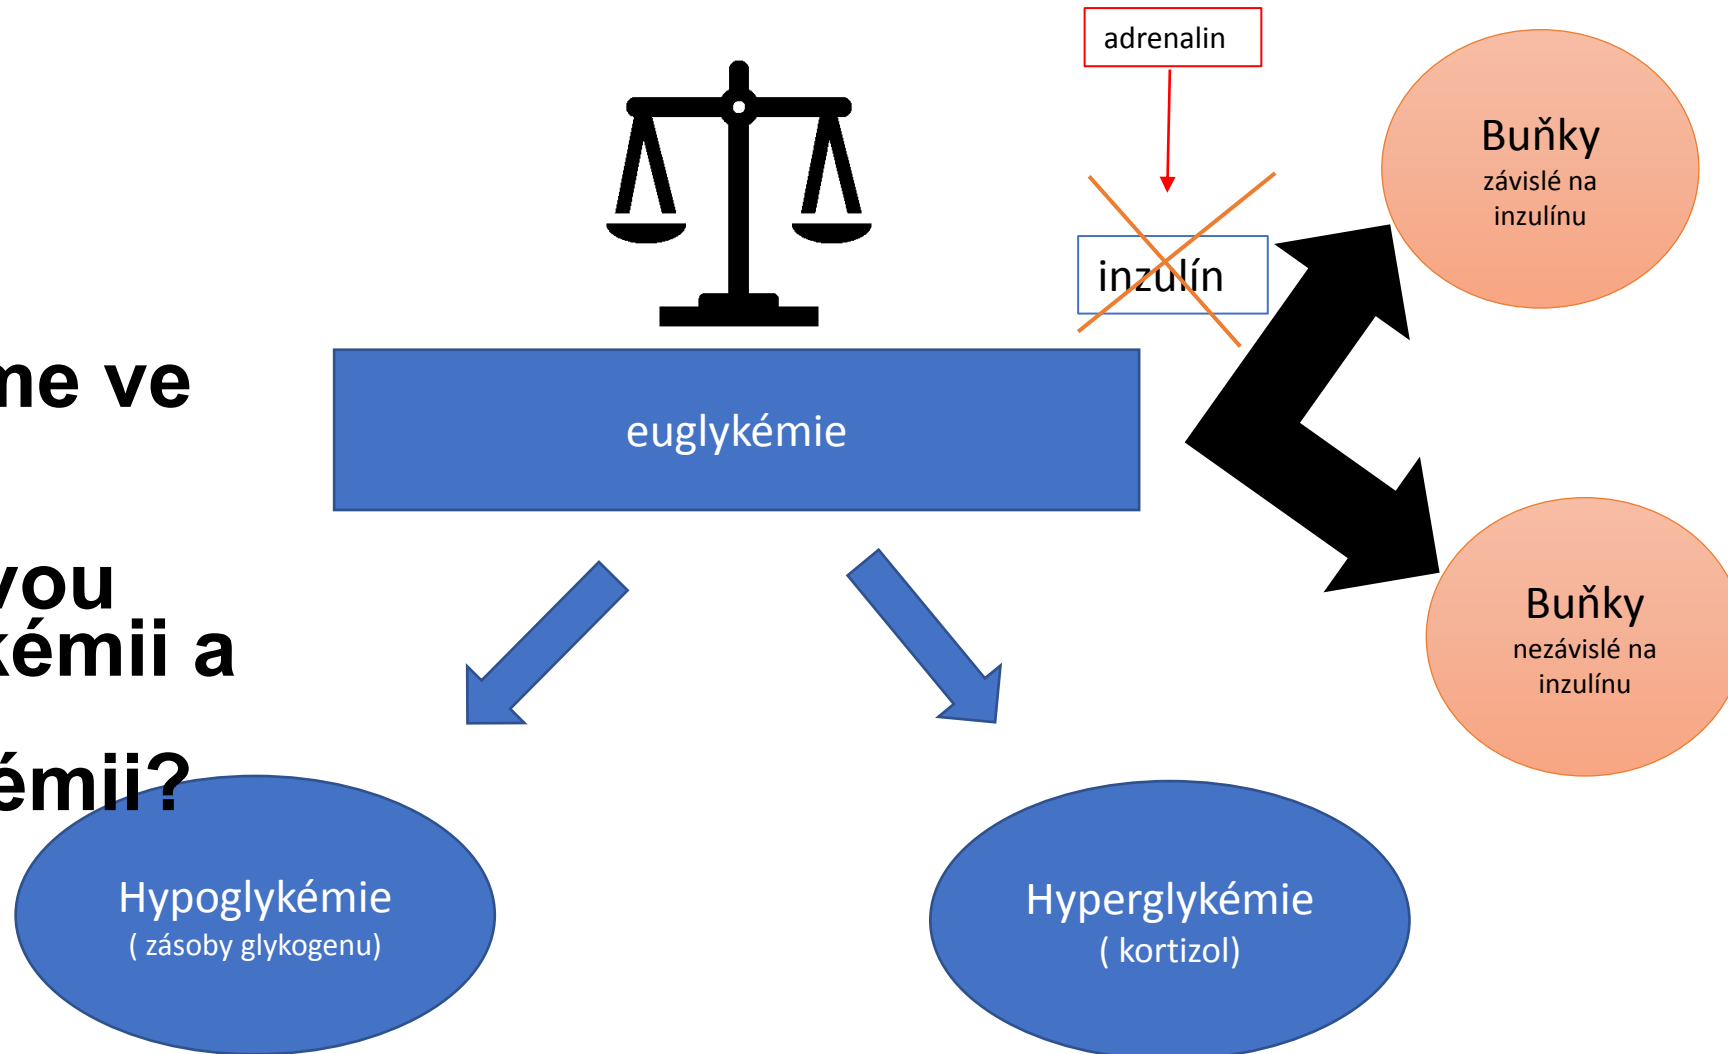 adrenalin
Buňky
závislé na
inzulínu
inzulín
me ve
euglykémie
vou
kémii a
émii?
Buňky
nezávislé na
inzulínu
Hypoglykémie
( zásoby glykogenu)
Hyperglykémie
( kortizol)